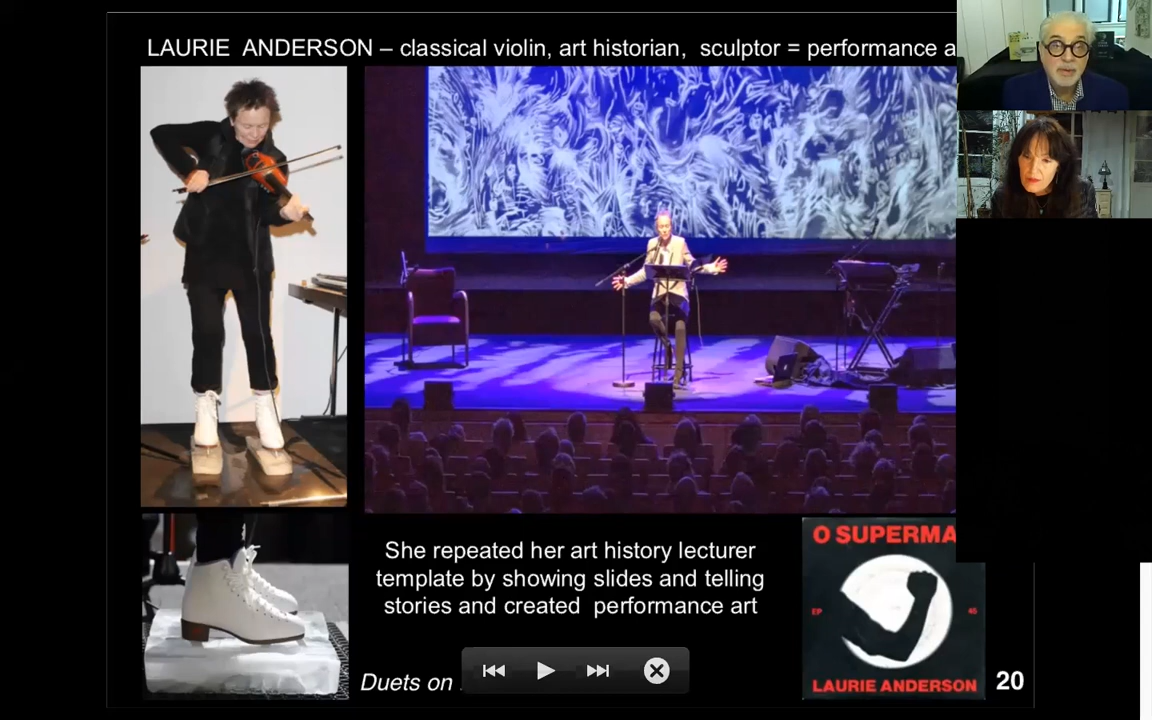 LAURIE ANDERSON – classical violin, art historian, sculptor = performance a
She repeated her art history lecturer
template by showing slides and telling
stories and created performance art
O SUPERMA
EP
45
LAURIE ANDERSON
Duets on
20